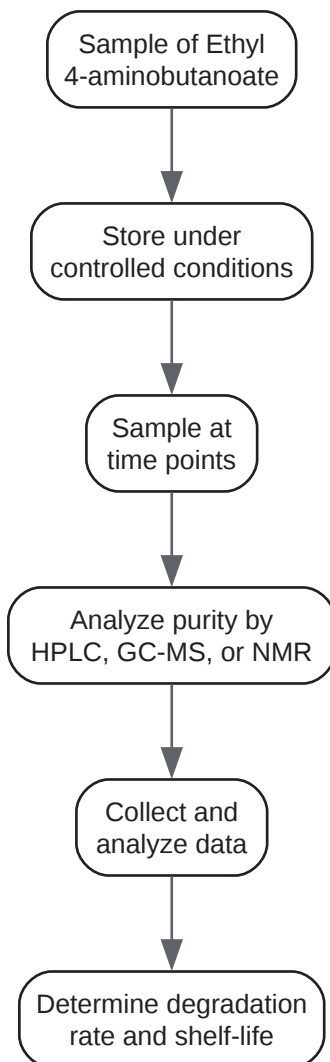 Sample of Ethyl
4-aminobutanoate
Store under
controlled conditions
Sample at
time points
Analyze purity by
HPLC, GC-MS, or NMR
Collect and
analyze data
Determine degradation
rate and shelf-life